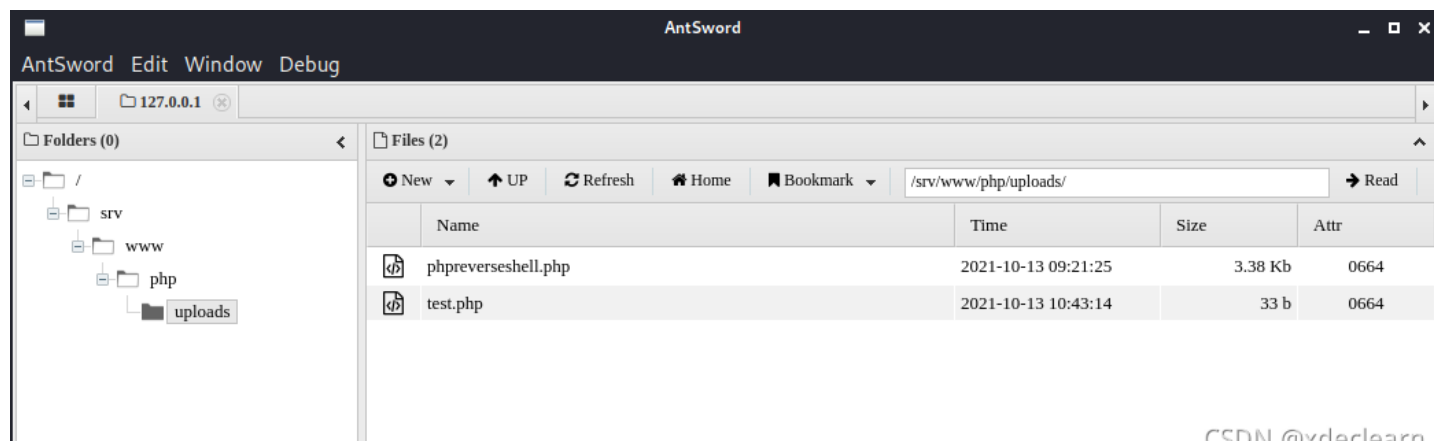 AntSword
AntSword Edit Window Debug
127.0.0.1
Folders (0)
Files (2)
/
srv
www
php
uploads
New UP Refresh Home Bookmark /srv/www/php/uploads/ Read
Name Time Size Attr
phpreverseshell.php 2021-10-13 09:21:25 3.38 Kb 0664
test.php 2021-10-13 10:43:14 33 b 0664
CSDN @xdeclearn